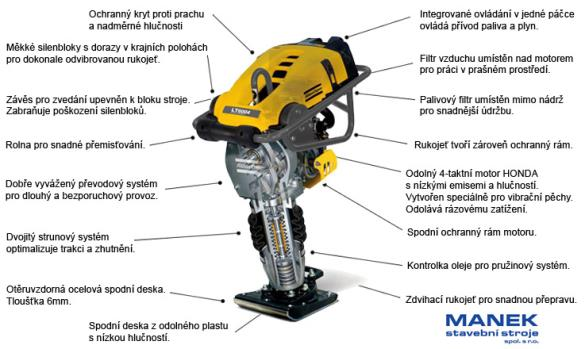 Ochranný kryt proti prachu
a nadměrné hlučnosti
Měkké silenbloky s dorazy v krajních polohách
pro dokonale odvibrovanou rukojeť.
Závěs pro zvedání upevněn k bloku stroje.
Zabraňuje poškození silenbloků.
Rolna pro snadné přemisťování.
Dobře vyvážený převodový systém
pro dlouhý a bezporuchový provoz.
Dvojitý strunový systém
optimalizuje trakci a zhutnění.
Otěruvzdorná ocelová spodní deska.
Tloušťka 6mm.
Spodní deska z odolného plastu
s nízkou hlučností.
LT6004
Integrované ovládání v jedné páčce
ovládá přívod paliva a plyn.
Filtr vzduchu umístěn nad motorem
pro práci v prašném prostředí.
Palivový filtr umístěn mimo nádrž
pro snadnější údržbu.
Rukojeť tvoří zároveň ochranný rám.
Odolný 4-taktní motor HONDA
s nízkými emisemi a hlučností.
Vytvořen speciálně pro vibrační pěchy.
Odolává rázovému zatížení.
Spodní ochranný rám motoru.
Kontrolka oleje pro pružinový systém.
Zdvihací rukojeť pro snadnou přepravu.
MANEK
stavební stroje
spol. s r.o.